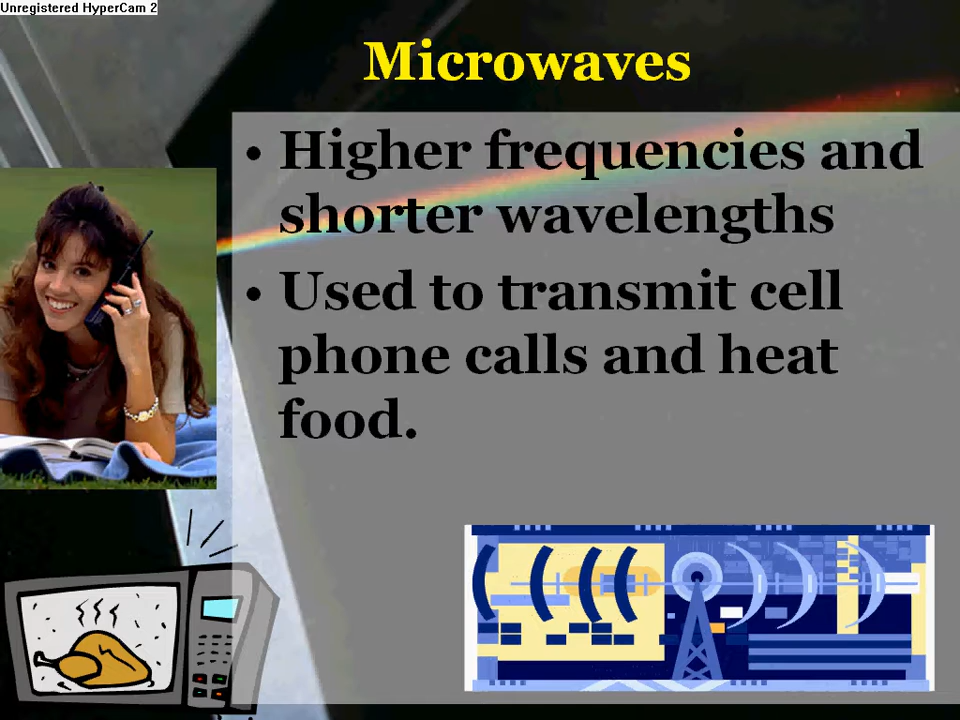 Unregistered HyperCam 2
Microwaves
• Higher frequencies and
shorter wavelengths
• Used to transmit cell
phone calls and heat
food.